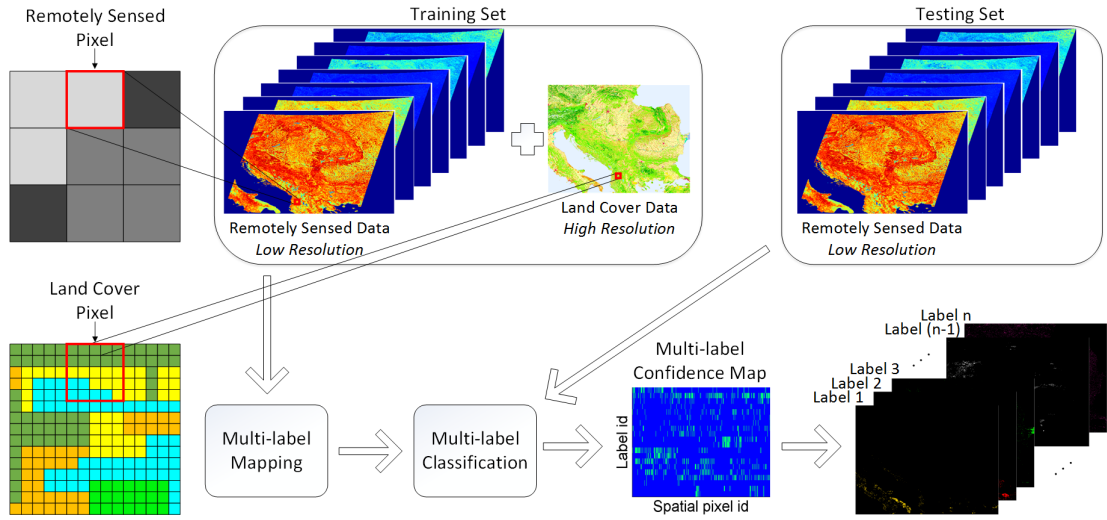 Remotely Sensed
Pixel
Training Set
Testing Set
Remotely Sensed Data
Low Resolution
Land Cover Data
High Resolution
Remotely Sensed Data
Low Resolution
Land Cover
Pixel
Multi-label
Mapping
Multi-label
Classification
Multi-label
Confidence Map
Label id
Spatial pixel id
Label n
Label (n-1)
Label 3
Label 2
Label 1